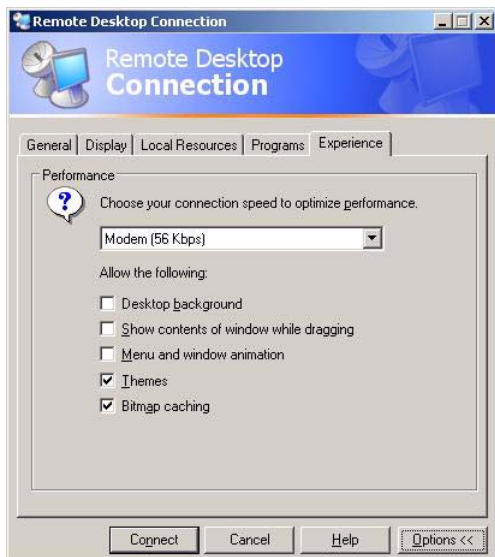 Remote Desktop Connection
Remote Desktop
Connection
General Display Local Resources Programs Experience
Performance
Choose your connection speed to optimize performance.
Modem (56 Kbps)
Allow the following:
Desktop background
Show contents of window while dragging
Menu and window animation
Themes
Bitmap caching
Connect Cancel Help Options <<